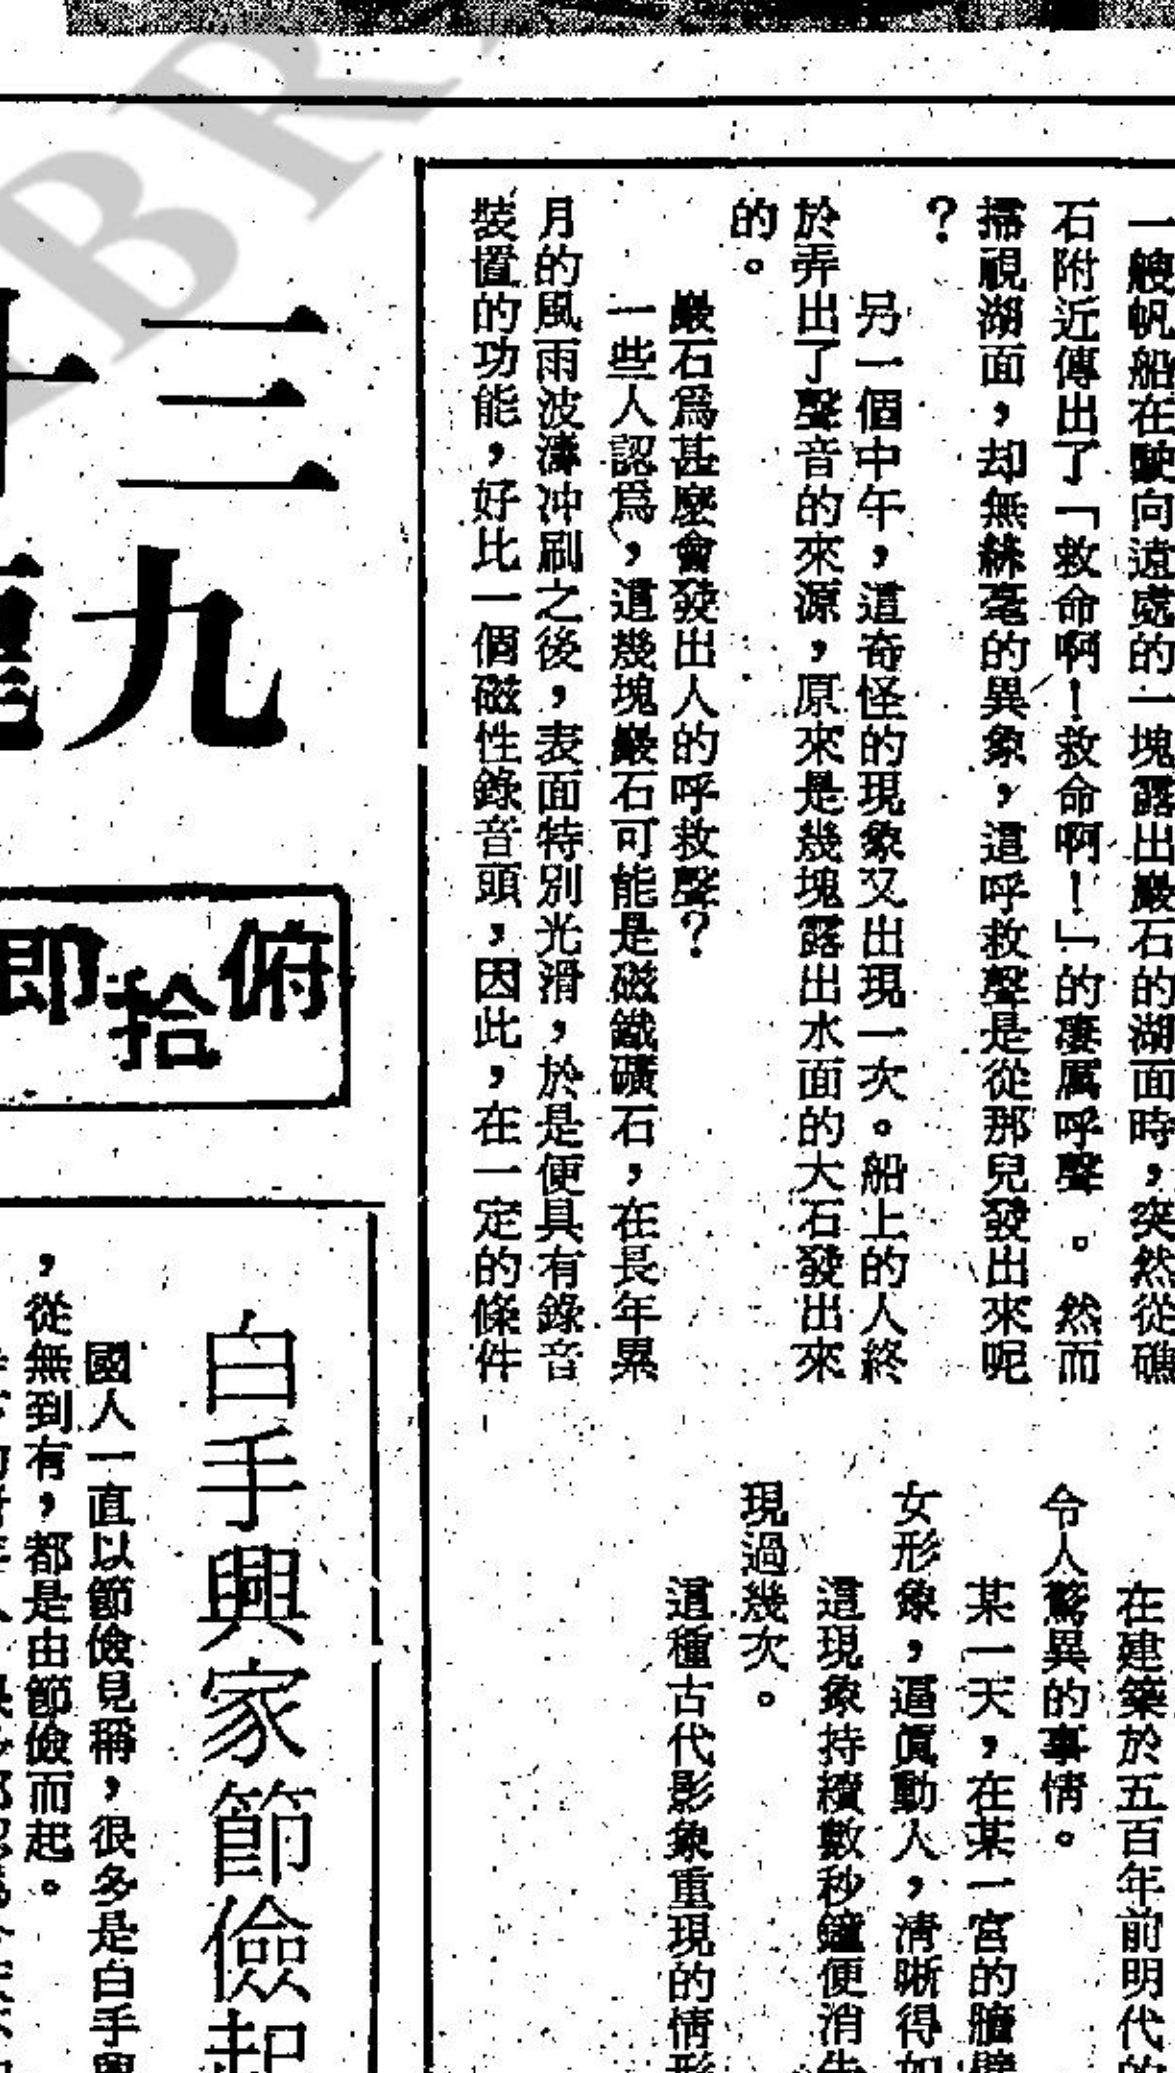 一艘帆船在駛向遠處的一塊露出巖石的湖面時，突然從礁
石附近傳出了「救命啊！救命啊！」的凄厲呼聲。然而
掃視湖面，却無絲毫的異象，這呼救聲是從那兒發出來呢
？
另一個中午，這奇怪的現象又出現一次。船上的人終
於弄出了聲音的來源，原來是幾塊露出水面的大石發出來
的。
巖石爲甚麼會發出人的呼救聲？
一些人認爲，這幾塊巖石可能是磁鐵礦石，在長年累
月的風雨波濤冲刷之後，表面特別光滑，於是便具有錄音
裝置的功能，好比一個磁性錄音頭，因此，在一定的條件
在建築於五百年前明代的
令人驚異的事情。
某一天，在某一宮的牆壁
女形象，逼眞動人，清晰得如
這現象持續數秒鐘便消失
現過幾次。
這種古代影象重現的情形
三九
十
俯拾即
白手興家節儉起
國人一直以節儉見稱，很多是白手興
，從無到有，都是由節儉而起。